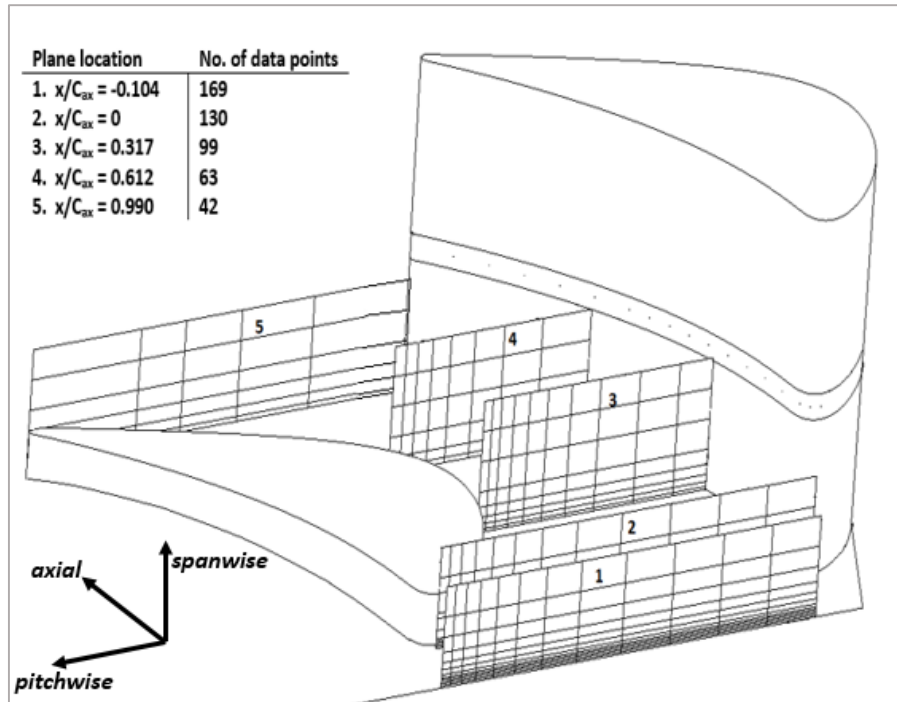 Plane location No. of data points
1. x/Cax = -0.104 169
2. x/Cax = 0 130
3. x/Cax = 0.317 99
4. x/Cax = 0.612 63
5. x/Cax = 0.990 42
5
4
3
2
1
spanwise
axial
pitchwise